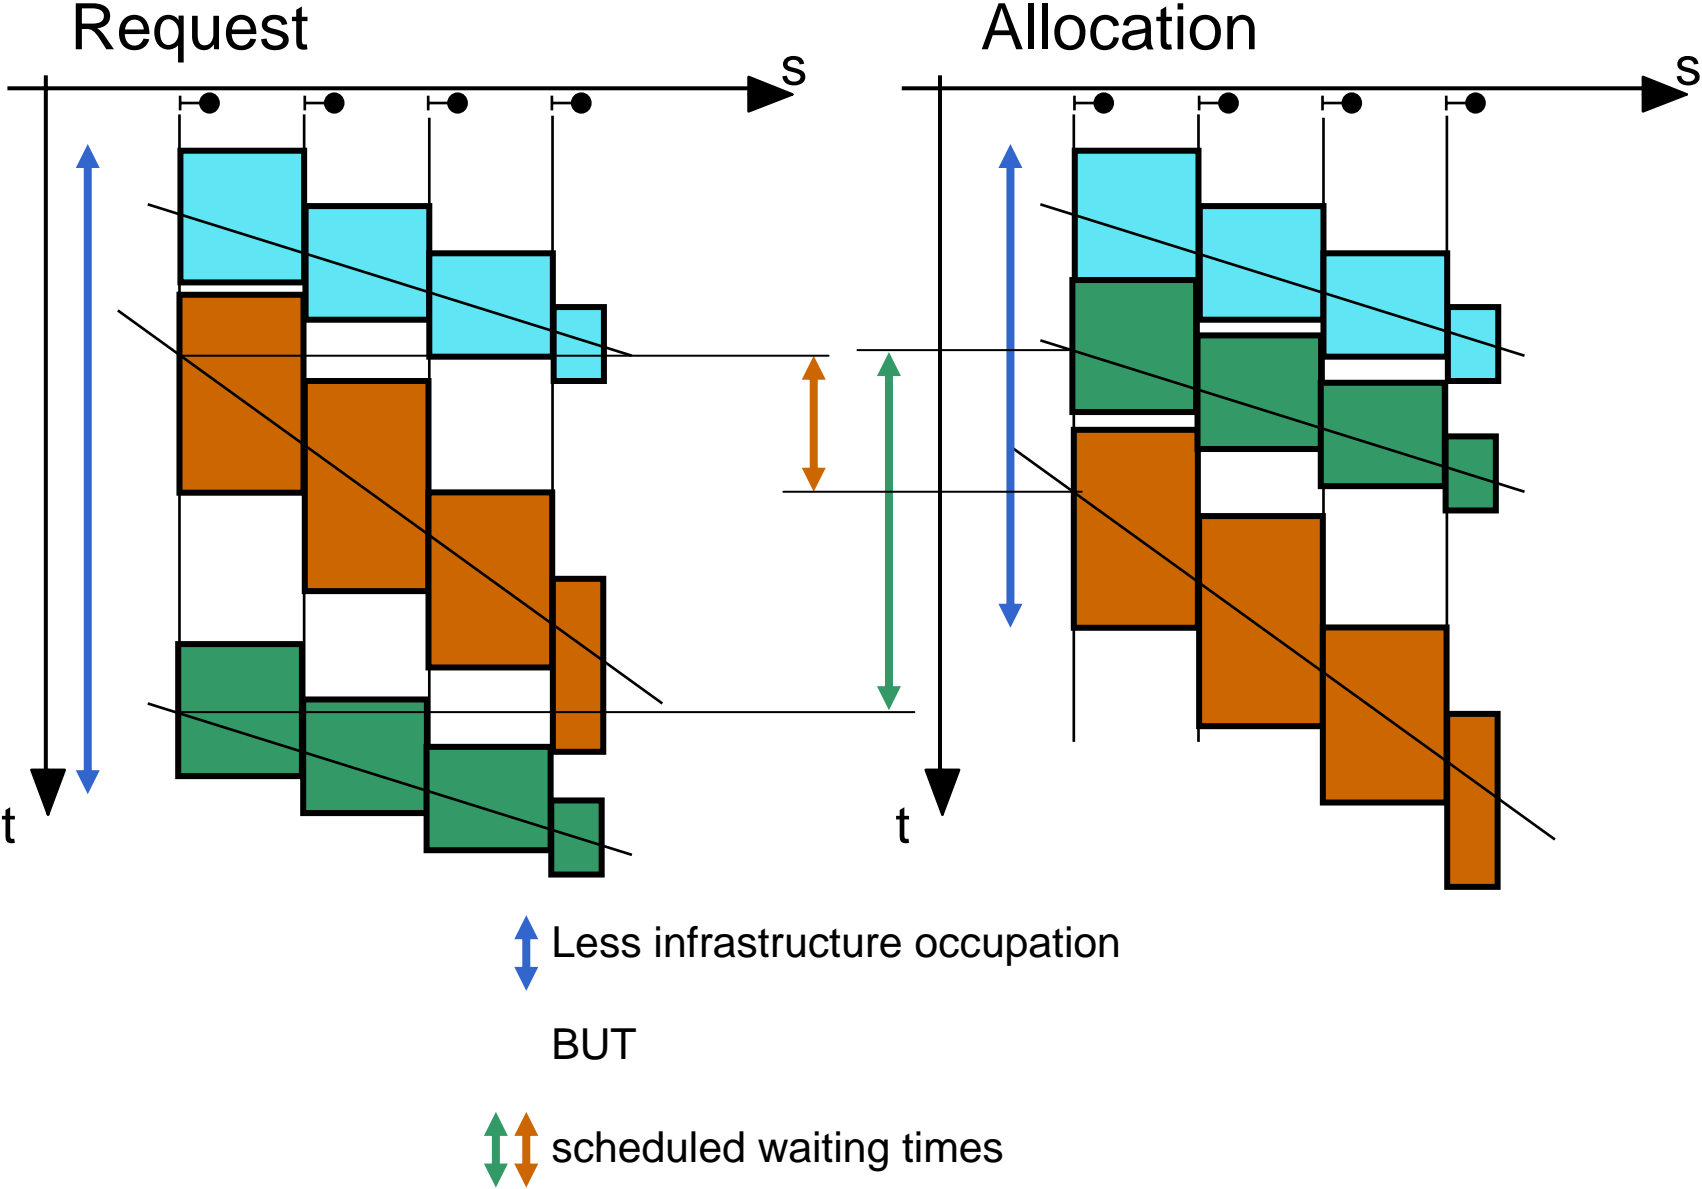 Request
Allocation
s
s
t
t
Less infrastructure occupation
BUT
scheduled waiting times